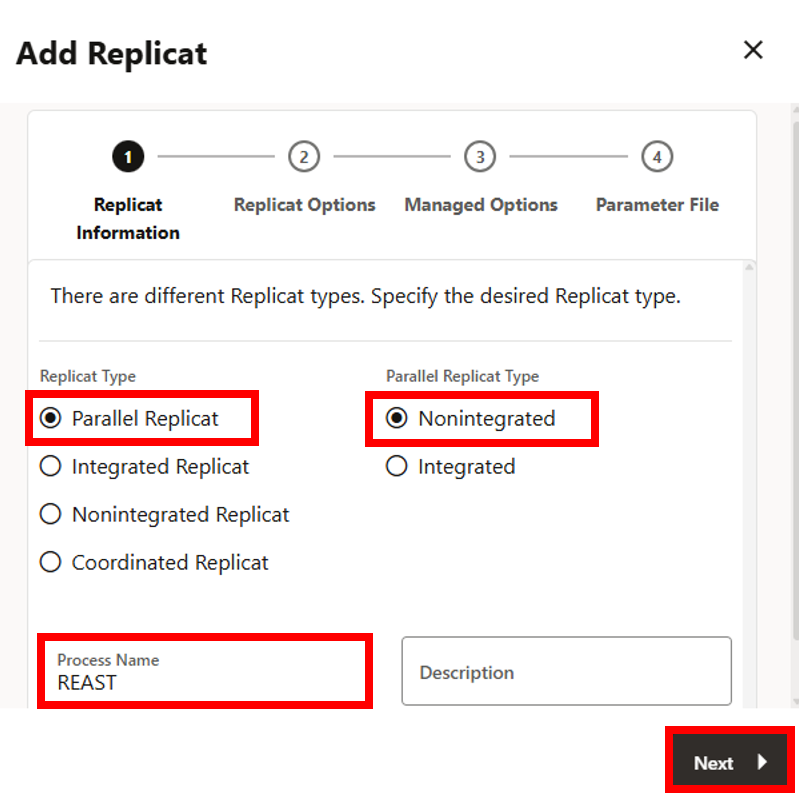 Add Replicat
1
2
3
4
Replicat
Information
Replicat Options
Managed Options
Parameter File
There are different Replicat types. Specify the desired Replicat type.
Replicat Type
Parallel Replicat Type
Parallel Replicat
Nonintegrated
Integrated Replicat
Integrated
Nonintegrated Replicat
Coordinated Replicat
Process Name
REAST
Description
Next